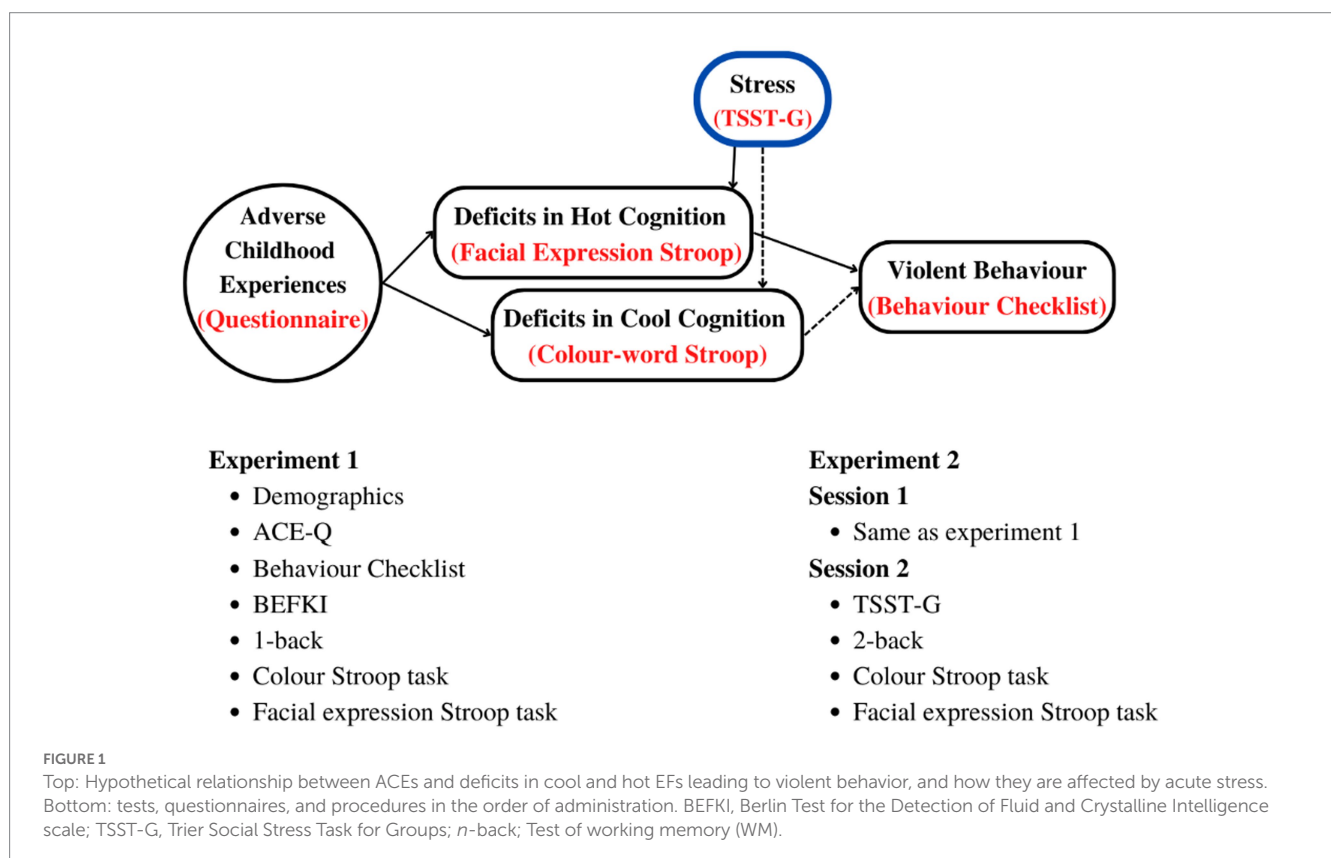 Stress
(TSST-G)
Adverse
Childhood
Experiences
(Questionnaire)
Deficits in Hot Cognition
(Facial Expression Stroop)
Deficits in Cool Cognition
(Colour-word Stroop)
Violent Behaviour
(Behaviour Checklist)
Experiment 1
• Demographics
• ACE-Q
• Behaviour Checklist
• BEFKI
• 1-back
• Colour Stroop task
• Facial expression Stroop task
Experiment 2
Session 1
• Same as experiment 1
Session 2
• TSST-G
• 2-back
• Colour Stroop task
• Facial expression Stroop task
FIGURE 1
Top: Hypothetical relationship between ACEs and deficits in cool and hot EFs leading to violent behavior, and how they are affected by acute stress.
Bottom: tests, questionnaires, and procedures in the order of administration. BEFKI, Berlin Test for the Detection of Fluid and Crystalline Intelligence
scale; TSST-G, Trier Social Stress Task for Groups; n-back; Test of working memory (WM).